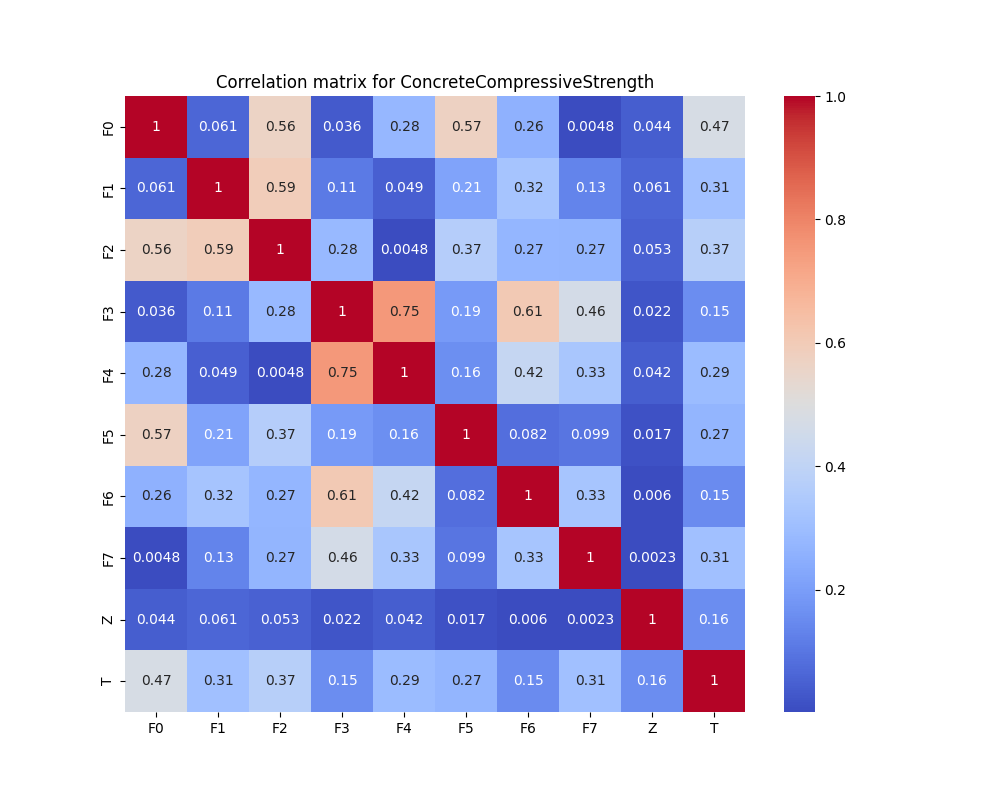 Correlation matrix for ConcreteCompressiveStrength
F0 1 0.061 0.56 0.036 0.28 0.57 0.26 0.0048 0.044 0.47
F1 0.061 1 0.59 0.11 0.049 0.21 0.32 0.13 0.061 0.31
F2 0.56 0.59 1 0.28 0.0048 0.37 0.27 0.27 0.053 0.37
F3 0.036 0.11 0.28 1 0.75 0.19 0.61 0.46 0.022 0.15
F4 0.28 0.049 0.0048 0.75 1 0.16 0.42 0.33 0.042 0.29
F5 0.57 0.21 0.37 0.19 0.16 1 0.082 0.099 0.017 0.27
F6 0.26 0.32 0.27 0.61 0.42 0.082 1 0.33 0.006 0.15
F7 0.0048 0.13 0.27 0.46 0.33 0.099 0.33 1 0.0023 0.31
Z 0.044 0.061 0.053 0.022 0.042 0.017 0.006 0.0023 1 0.16
T 0.47 0.31 0.37 0.15 0.29 0.27 0.15 0.31 0.16 1
F0 F1 F2 F3 F4 F5 F6 F7 Z T
1.0
0.8
0.6
0.4
0.2